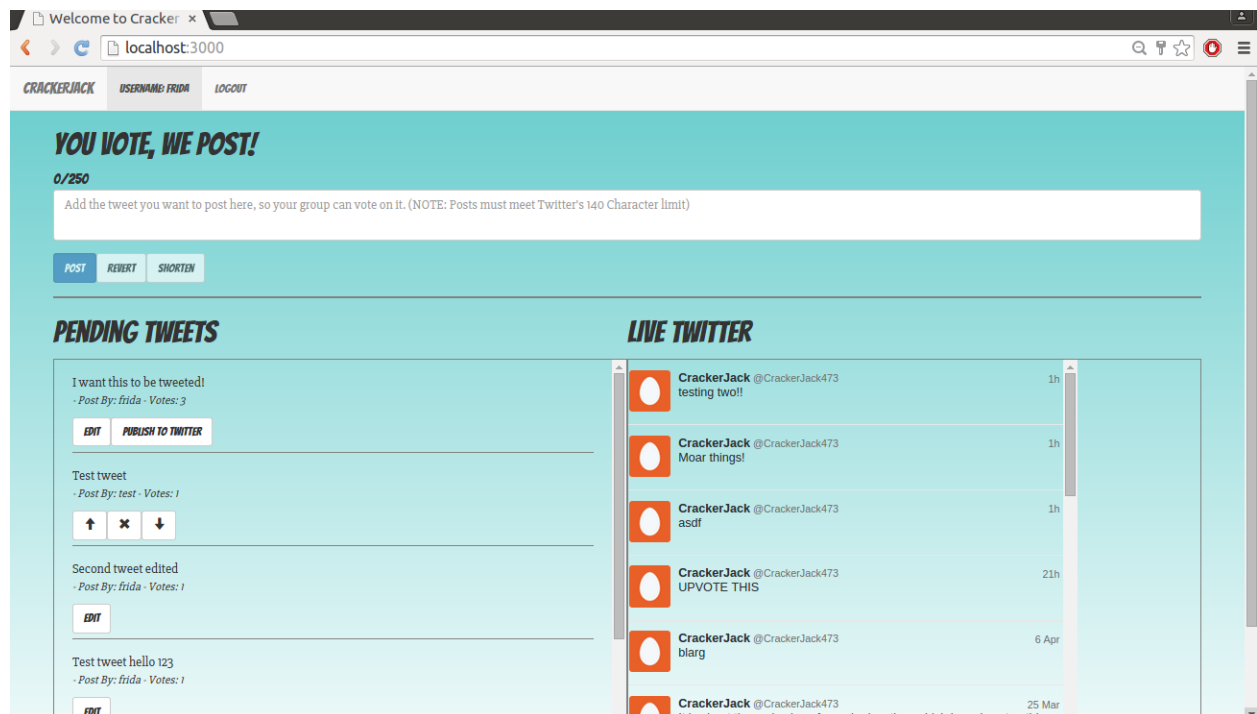 Welcome to Cracker ×
localhost:3000
CRACKERJACK USERNAME: FRIDA LOGOUT
YOU VOTE, WE POST!
0/250
Add the tweet you want to post here, so your group can vote on it. (NOTE: Posts must meet Twitter's 140 Character limit)
POST REVERT SHORTEN
PENDING TWEETS
I want this to be tweeted!
- Post By: frida - Votes: 3
EDIT PUBLISH TO TWITTER
Test tweet
- Post By: test - Votes: 1
Second tweet edited
- Post By: frida - Votes: 1
EDIT
Test tweet hello 123
- Post By: frida - Votes: 1
EDIT
LIVE TWITTER
CrackerJack @CrackerJack473 1h
testing two!!
CrackerJack @CrackerJack473 1h
Moar things!
CrackerJack @CrackerJack473 1h
asdf
CrackerJack @CrackerJack473 21h
UPVOTE THIS
CrackerJack @CrackerJack473 6 Apr
blarg
CrackerJack @CrackerJack473 25 Mar